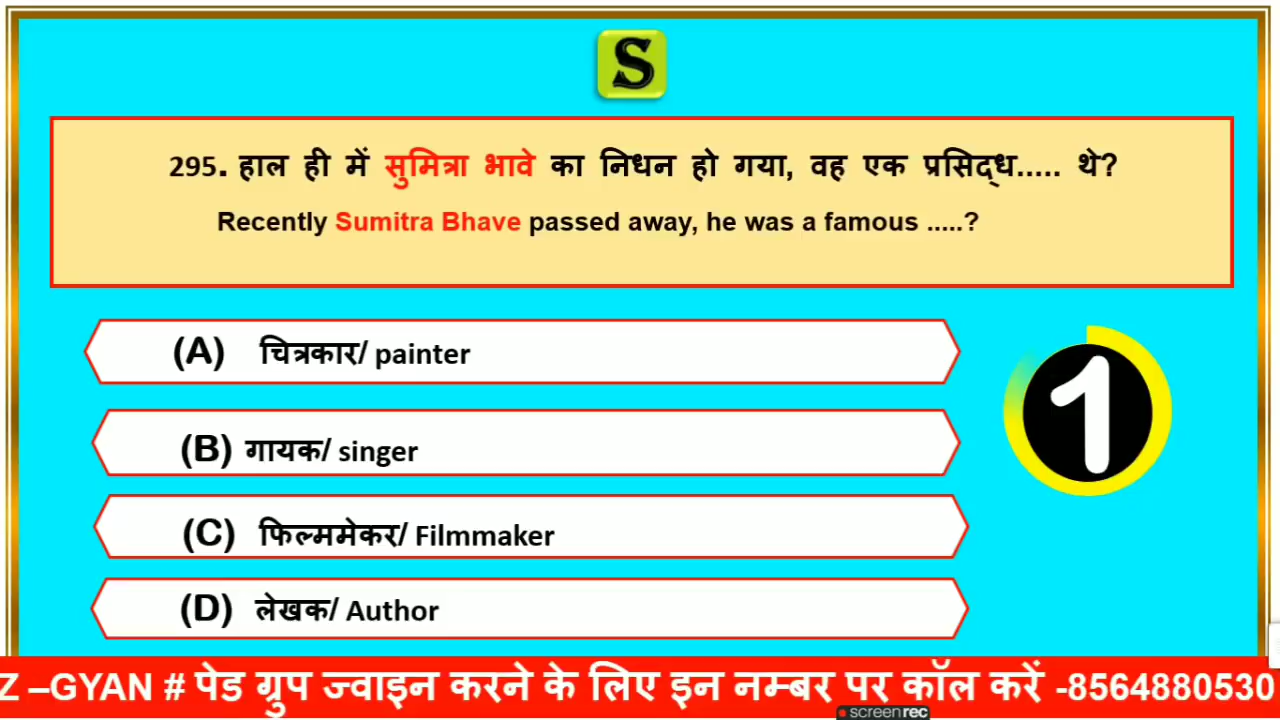 S
295. हाल ही में सुमित्रा भावे का निधन हो गया, वह एक प्रसिद्ध..... थे?
Recently Sumitra Bhave passed away, he was a famous .....?
(A) चित्रकार/ painter
(B) गायक/ singer
(C) फिल्ममेकर/ Filmmaker
(D) लेखक/ Author
1
Z –GYAN # पेड ग्रुप ज्वाइन करने के लिए इन नम्बर पर कॉल करें -8564880530
screenrec